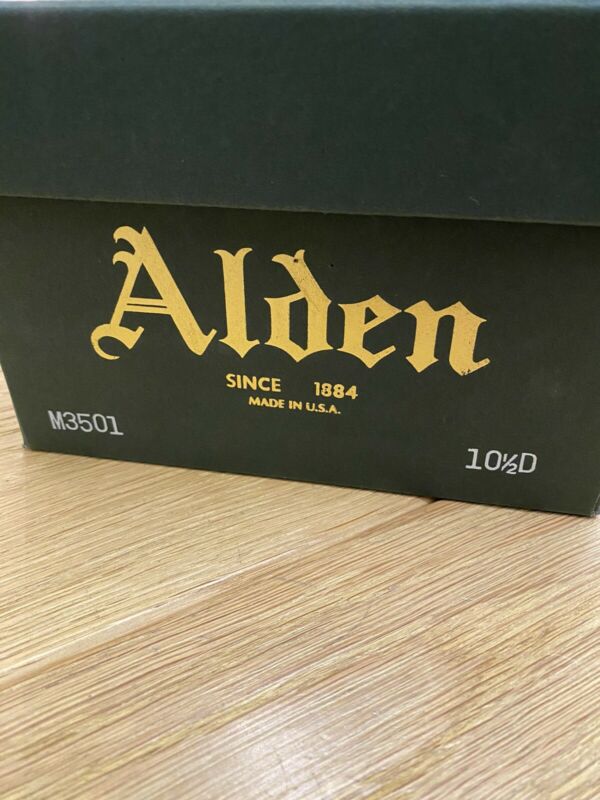 Alden
SINCE 1884
MADE IN U.S.A.
M3501
10½D